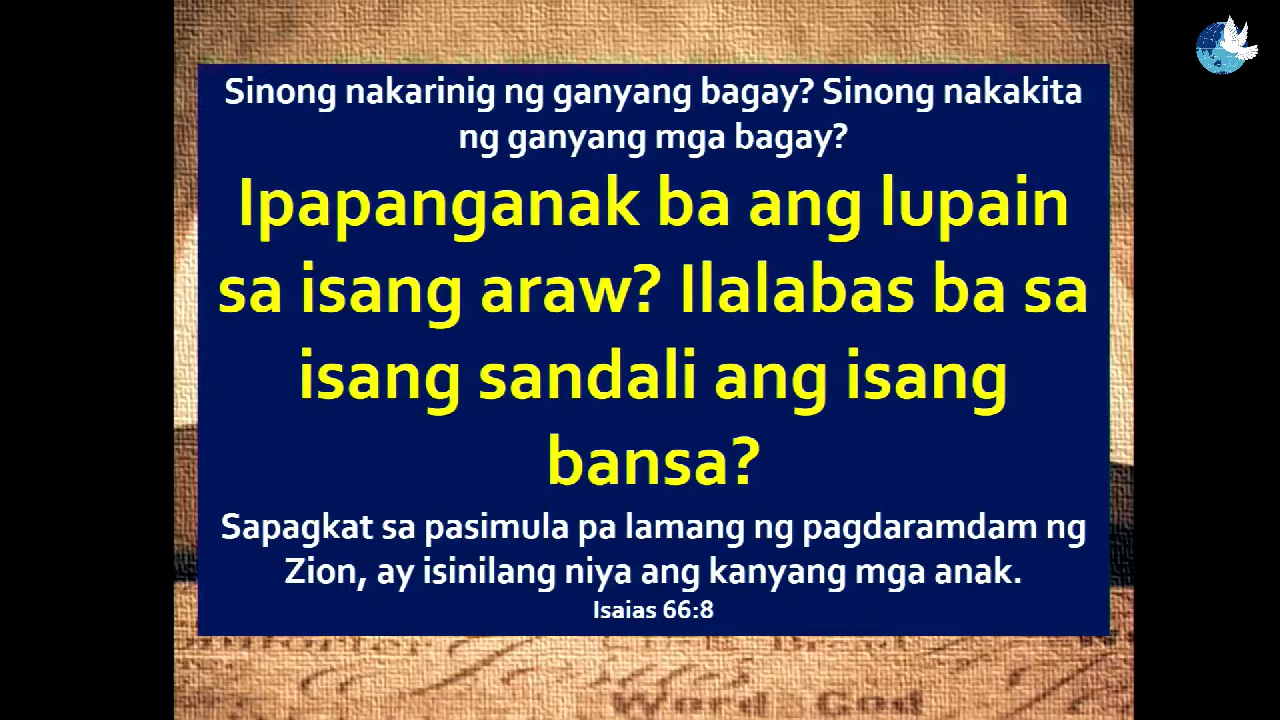 Sinong nakarinig ng ganyang bagay? Sinong nakakita
ng ganyang mga bagay?
Ipapanganak ba ang lupain
sa isang araw? Ilalabas ba sa
isang sandali ang isang
bansa?
Sapagkat sa pasimula pa lamang ng pagdaramdam ng
Zion, ay isinilang niya ang kanyang mga anak.
Isaias 66:8
Word God